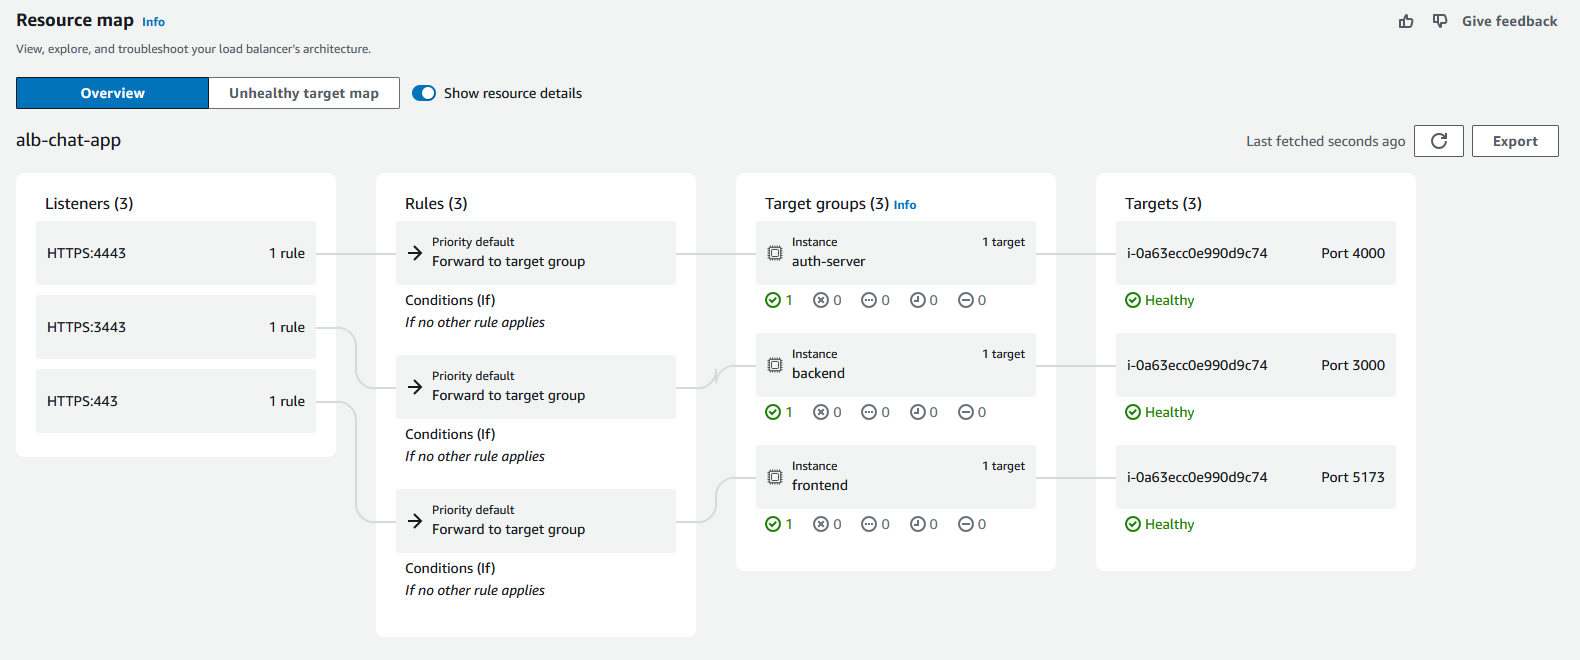 Resource map Info
Give feedback
View, explore, and troubleshoot your load balancer's architecture.
Overview
Unhealthy target map
Show resource details
alb-chat-app
Last fetched seconds ago
Export
Listeners (3)
HTTPS:4443 1 rule
HTTPS:3443 1 rule
HTTPS:443 1 rule
Rules (3)
Priority default
Forward to target group
Conditions (If)
If no other rule applies
Priority default
Forward to target group
Conditions (If)
If no other rule applies
Priority default
Forward to target group
Conditions (If)
If no other rule applies
Target groups (3) Info
Instance 1 target
auth-server
1 0 0 0 0
Instance 1 target
backend
1 0 0 0 0
Instance 1 target
frontend
1 0 0 0 0
Targets (3)
i-0a63ecc0e990d9c74 Port 4000
Healthy
i-0a63ecc0e990d9c74 Port 3000
Healthy
i-0a63ecc0e990d9c74 Port 5173
Healthy